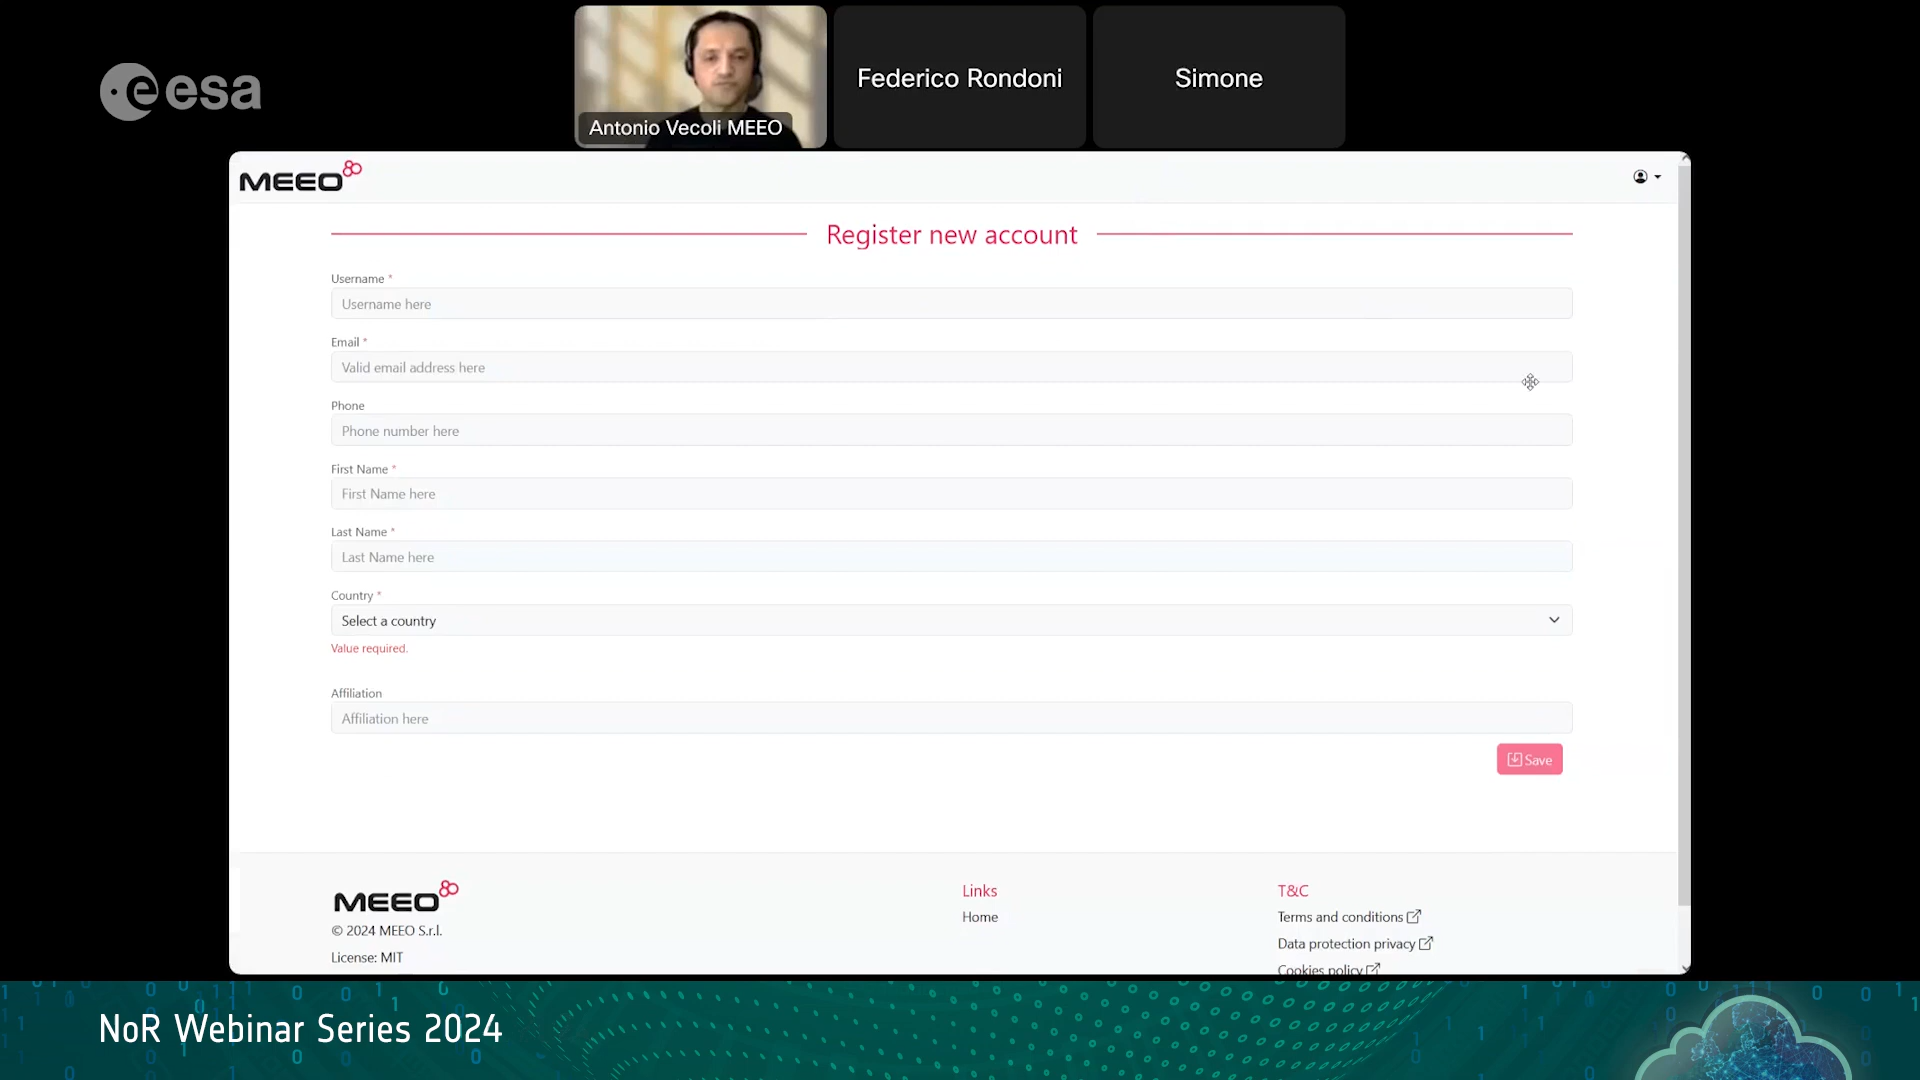 esa
Antonio Vecoli MEEO
Federico Rondoni
Simone
MEEO
Register new account
Username *
Username here
Email *
Valid email address here
Phone
Phone number here
First Name *
First Name here
Last Name *
Last Name here
Country *
Select a country
Value required.
Affiliation
Affiliation here
Save
MEEO
© 2024 MEEO S.r.l.
License: MIT
Links
Home
T&C
Terms and conditions
Data protection privacy
Cookies policy
NoR Webinar Series 2024